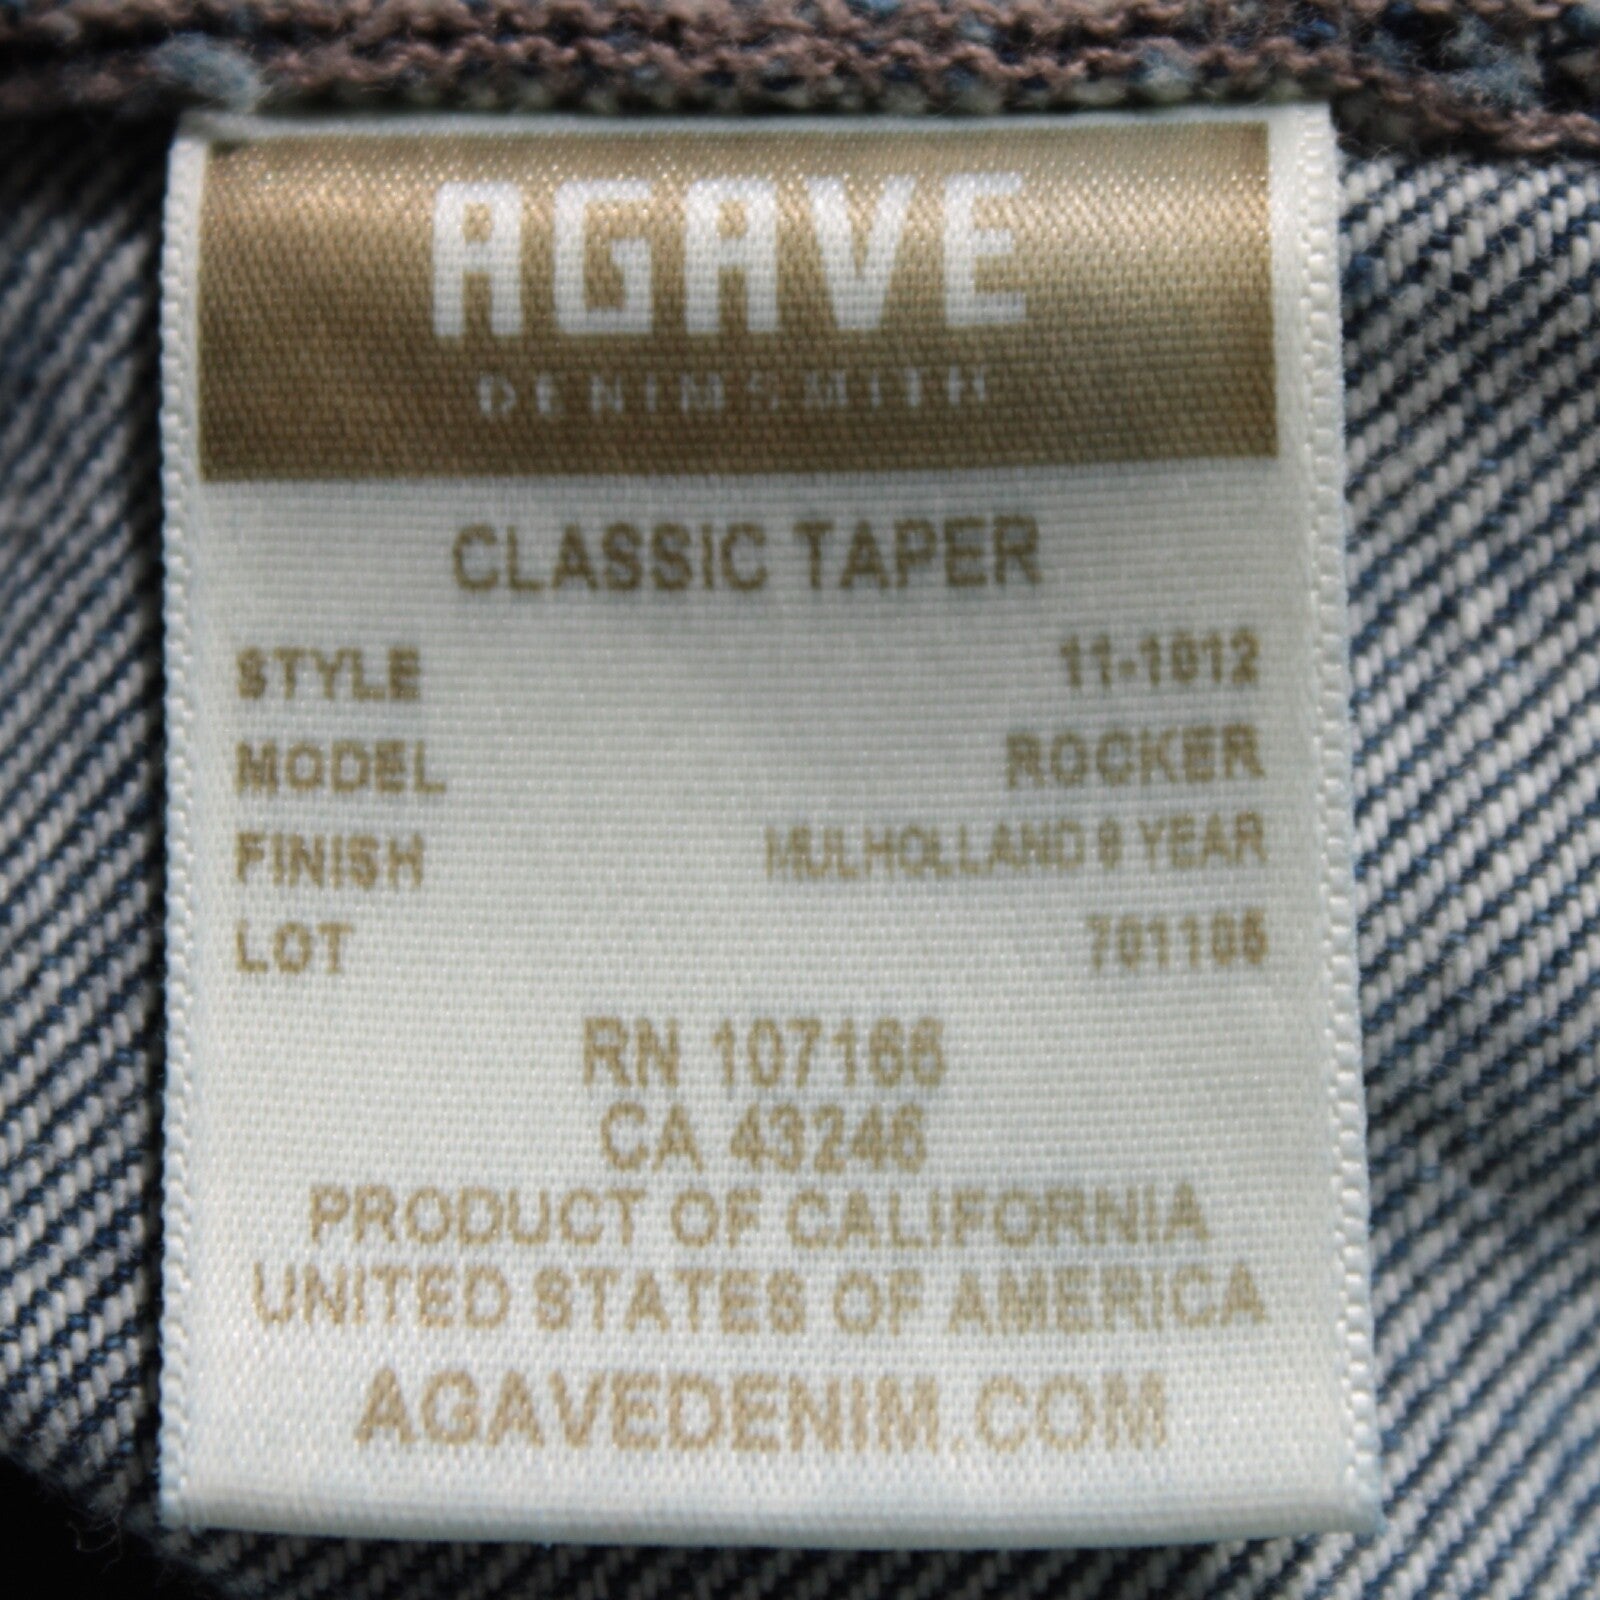 AGAVE
DENIMSMITH
CLASSIC TAPER
STYLE 11-1012
MODEL ROCKER
FINISH MULHOLLAND YEAR
LOT 701105
RN 107166
CA 43246
PRODUCT OF CALIFORNIA
UNITED STATES OF AMERICA
AGAVEDENIM.COM